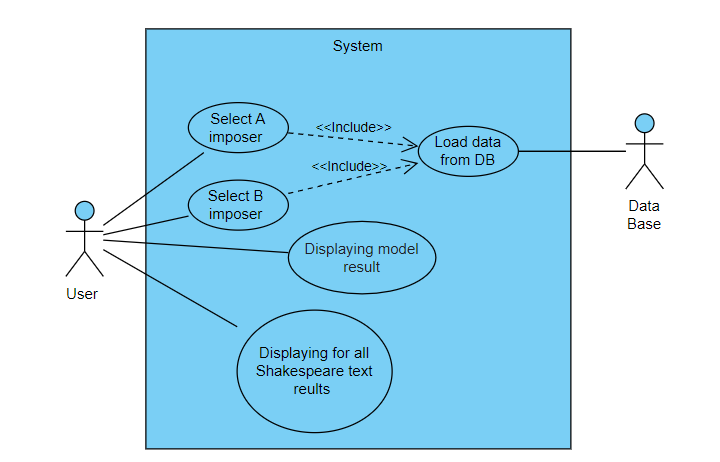 System
Select A
imposer
<<Include>>
Load data
from DB
<<Include>>
Select B
imposer
Data
Base
Displaying model
result
User
Displaying for all
Shakespeare text
reults